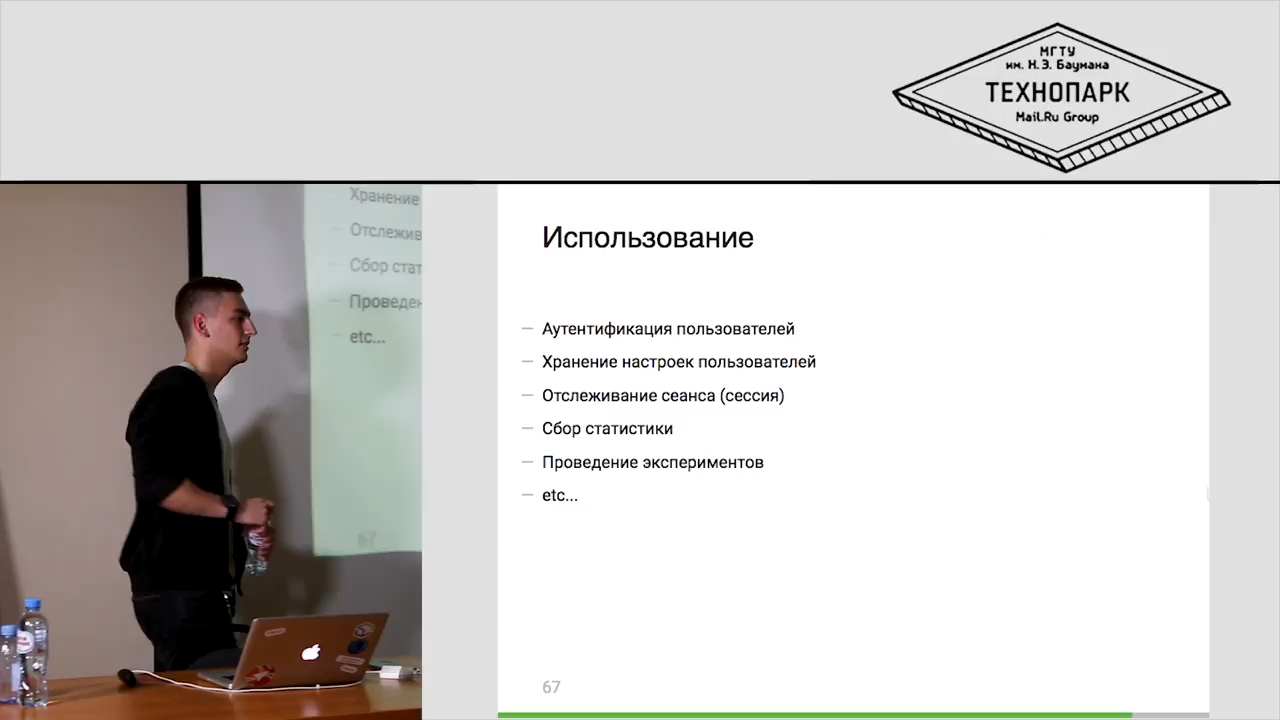 МГТУ
им. Н.Э. Баумана
ТЕХНОПАРК
Mail.Ru Group
Хранение
Отслежив
Сбор стат
Проведен
etc...
67
Использование
— Аутентификация пользователей
— Хранение настроек пользователей
— Отслеживание сеанса (сессия)
— Сбор статистики
— Проведение экспериментов
— etc...
67